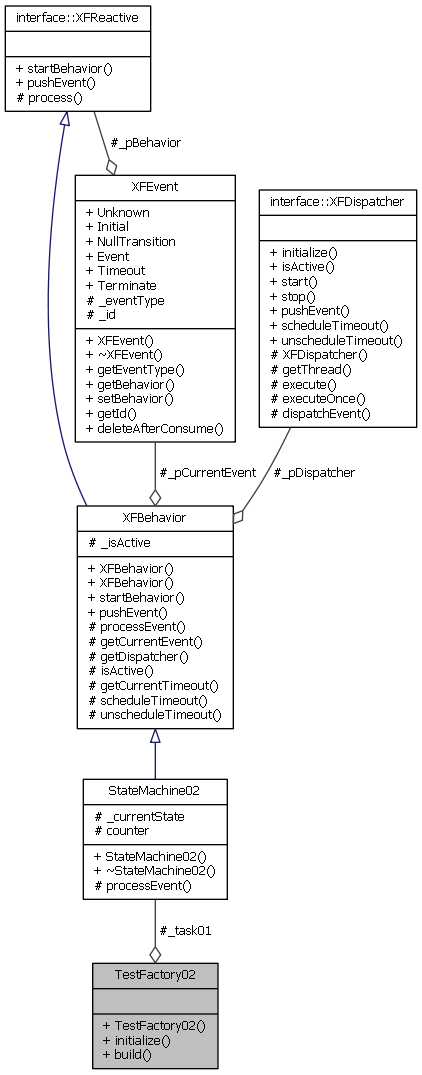 interface::XFReactive
+ startBehavior()
+ pushEvent()
# process()
#_pBehavior
XFEvent
+ Unknown
+ Initial
+ NullTransition
+ Event
+ Timeout
+ Terminate
# _eventType
# _id
+ XFEvent()
+ ~XFEvent()
+ getEventType()
+ getBehavior()
+ setBehavior()
+ getId()
+ deleteAfterConsume()
interface::XFDispatcher
+ initialize()
+ isActive()
+ start()
+ stop()
+ pushEvent()
+ scheduleTimeout()
+ unscheduleTimeout()
# XFDispatcher()
# getThread()
# execute()
# executeOnce()
# dispatchEvent()
#_pCurrentEvent
#_pDispatcher
XFBehavior
# _isActive
+ XFBehavior()
+ XFBehavior()
+ startBehavior()
+ pushEvent()
# processEvent()
# getCurrentEvent()
# getDispatcher()
# isActive()
# getCurrentTimeout()
# scheduleTimeout()
# unscheduleTimeout()
StateMachine02
# _currentState
# counter
+ StateMachine02()
+ ~StateMachine02()
# processEvent()
#_task01
TestFactory02
+ TestFactory02()
+ initialize()
+ build()